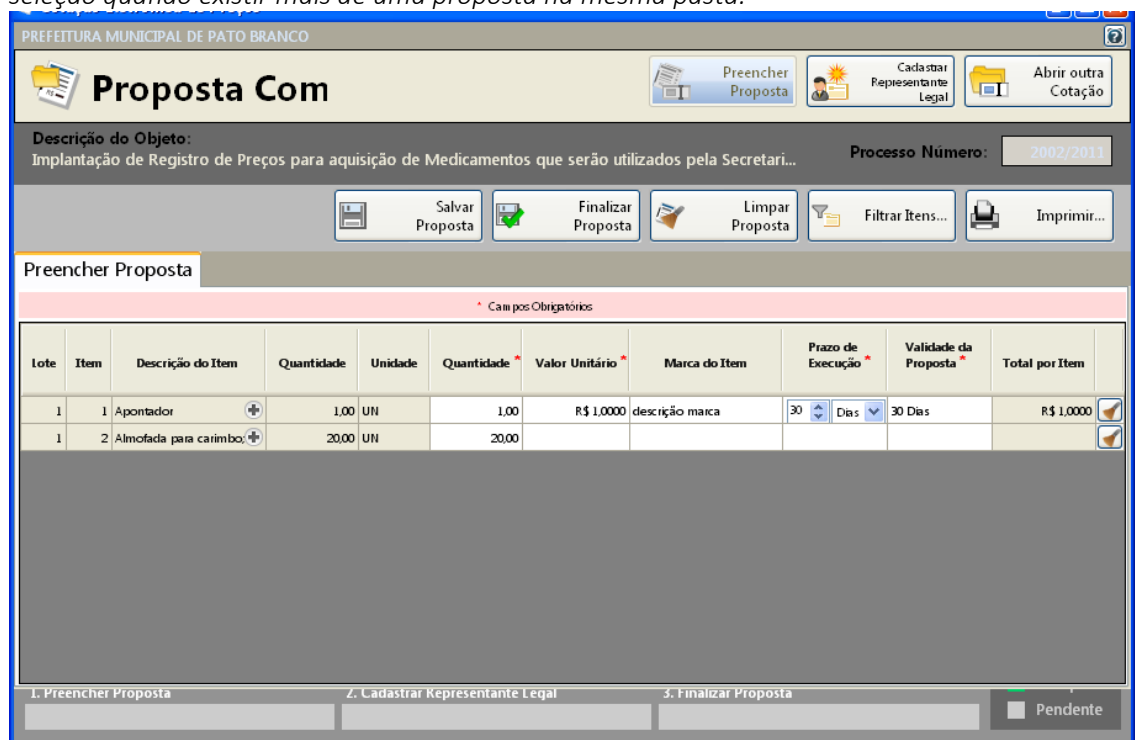 seleção quando existir mais de uma proposta na mesma pasta.
PREFEITURA MUNICIPAL DE PATO BRANCO
Proposta Com
Preencher
Proposta
Cadastrar
Representante
Legal
Abrir outra
Cotação
Descrição do Objeto:
Implantação de Registro de Preços para aquisição de Medicamentos que serão utilizados pela Secretari...
Processo Número: 2002/2011
Salvar
Proposta
Finalizar
Proposta
Limpar
Proposta
Filtrar Itens...
Imprimir...
Preencher Proposta
* Campos Obrigatórios
Lote Item Descrição do Item Quantidade Unidade Quantidade * Valor Unitário * Marca do Item Prazo de Execução * Validade da Proposta * Total por Item
1 1 Apontador 1,00 UN 1,00 R$ 1,0000 descrição marca 30 Dias 30 Dias R$ 1,0000
1 2 Almofada para carimbo; 20,00 UN 20,00
1. Preencher Proposta 2. Cadastrar Representante Legal 3. Finalizar Proposta
Pendente